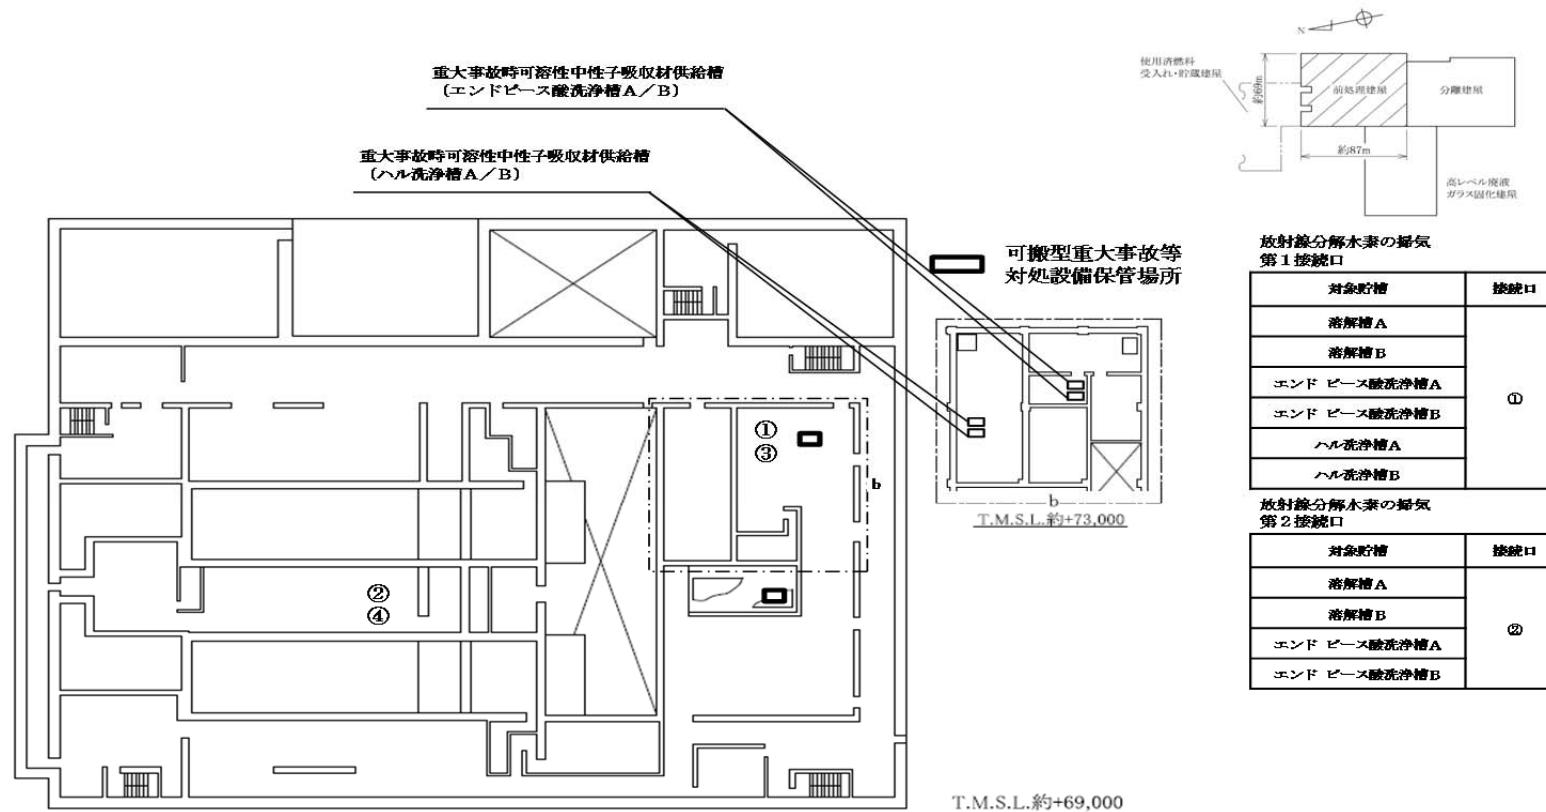 重大事故時可溶性中性子吸収材供給槽
(エンドピース酸洗浄槽A/B)
重大事故時可溶性中性子吸収材供給槽
(ハル洗浄槽A/B)
N
使用済燃料
受入れ・貯蔵建屋
約69m
前処理建屋
分離建屋
約87m
高レベル廃液
ガラス固化建屋
可搬型重大事故等
対処設備保管場所
①
③
b
②
④
b
T.M.S.L.約+73,000
T.M.S.L.約+69,000
放射線分解水素の掃気
第1接続口
対象貯槽 接続口
溶解槽A
溶解槽B
エンド ピース酸洗浄槽A
エンド ピース酸洗浄槽B
①
ハル洗浄槽A
ハル洗浄槽B
放射線分解水素の掃気
第2接続口
対象貯槽 接続口
溶解槽A
溶解槽B
②
エンド ピース酸洗浄槽A
エンド ピース酸洗浄槽B